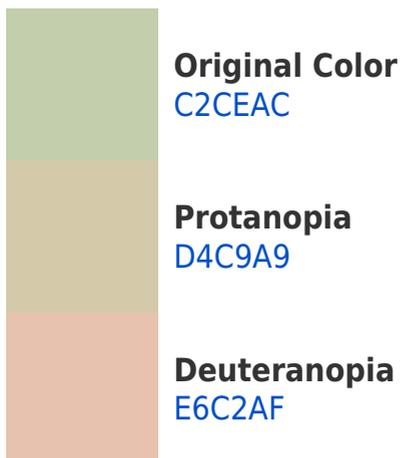 Original Color
C2CEAC
Protanopia
D4C9A9
Deuteranopia
E6C2AF